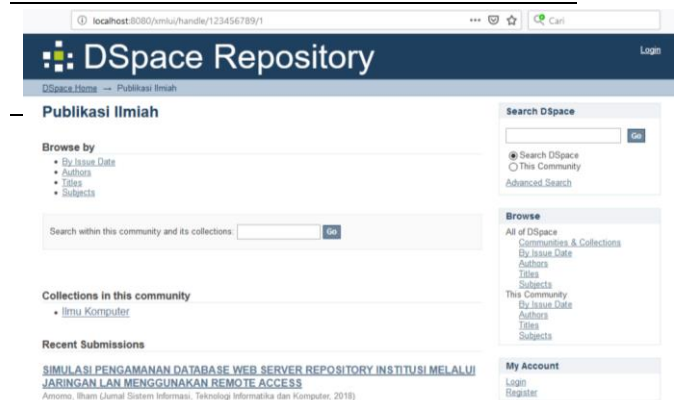 localhost:8080/xmlui/handle/123456789/1
Cari
DSpace Repository
Login
DSpace Home → Publikasi Ilmiah
Publikasi Ilmiah
Browse by
By Issue Date
Authors
Titles
Subjects
Search within this community and its collections:
Go
Collections in this community
Ilmu Komputer
Recent Submissions
SIMULASI PENGAMANAN DATABASE WEB SERVER REPOSITORY INSTITUSI MELALUI
JARINGAN LAN MENGGUNAKAN REMOTE ACCESS
Amorno, Ilham (Jurnal Sistem Informasi, Teknologi Informatika dan Komputer, 2018)
Search DSpace
Go
Search DSpace
This Community
Advanced Search
Browse
All of DSpace
Communities & Collections
By Issue Date
Authors
Titles
Subjects
This Community
By Issue Date
Authors
Titles
Subjects
My Account
Login
Register